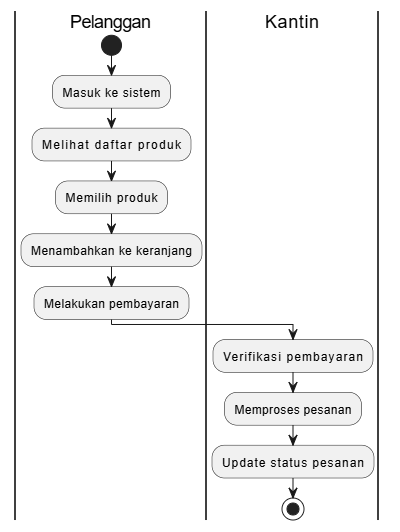 Pelanggan
Kantin
Masuk ke sistem
Melihat daftar produk
Memilih produk
Menambahkan ke keranjang
Melakukan pembayaran
Verifikasi pembayaran
Memproses pesanan
Update status pesanan